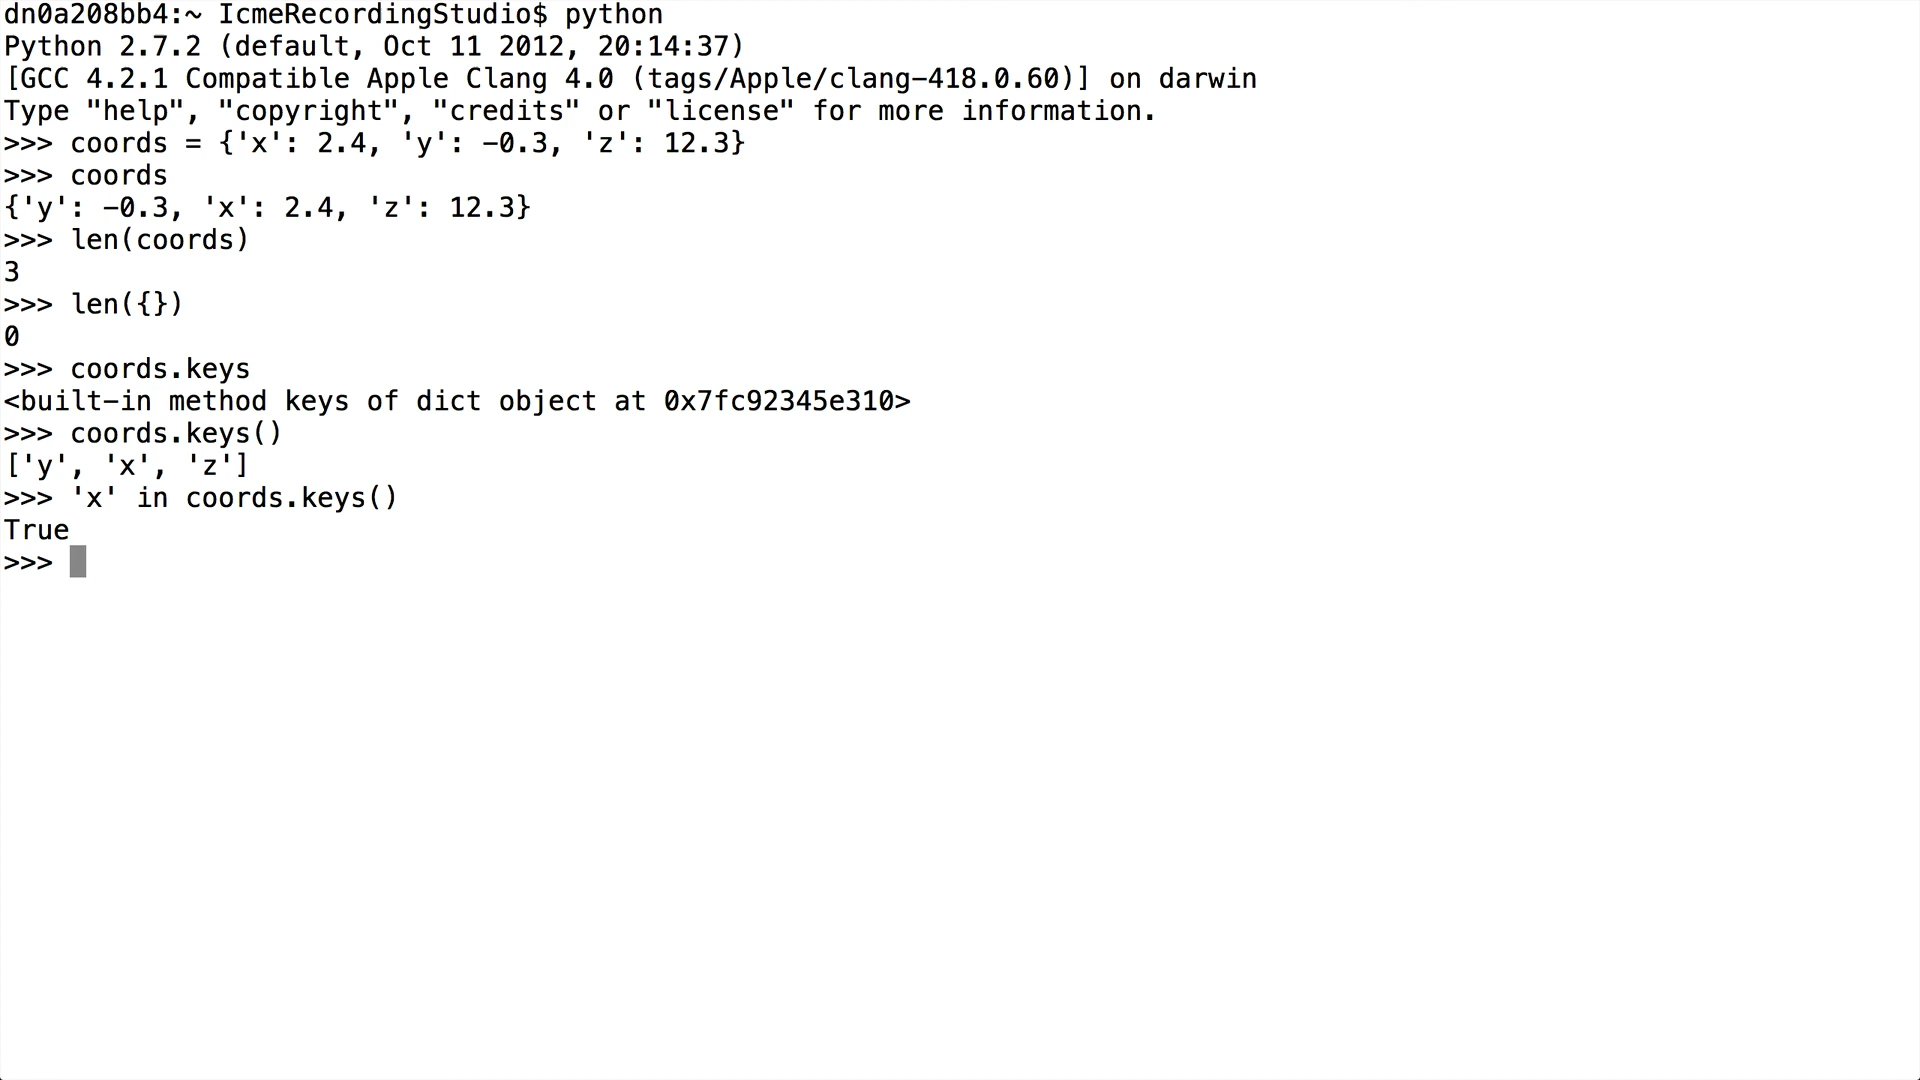 dn0a208bb4:~ IcmeRecordingStudio$ python
Python 2.7.2 (default, Oct 11 2012, 20:14:37)
[GCC 4.2.1 Compatible Apple Clang 4.0 (tags/Apple/clang-418.0.60)] on darwin
Type "help", "copyright", "credits" or "license" for more information.
>>> coords = {'x': 2.4, 'y': -0.3, 'z': 12.3}
>>> coords
{'y': -0.3, 'x': 2.4, 'z': 12.3}
>>> len(coords)
3
>>> len({})
0
>>> coords.keys
<built-in method keys of dict object at 0x7fc92345e310>
>>> coords.keys()
['y', 'x', 'z']
>>> 'x' in coords.keys()
True
>>>